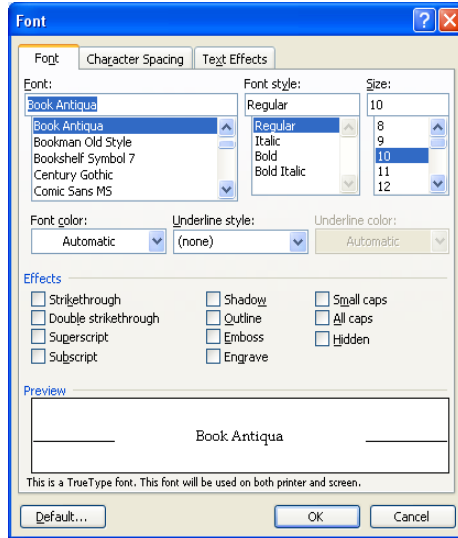 Font
Font Character Spacing Text Effects
Font: Font style: Size:
Book Antiqua Regular 10
Book Antiqua Regular 8
Bookman Old Style Italic 9
Bookshelf Symbol 7 Bold 10
Century Gothic Bold Italic 11
Comic Sans MS 12
Font color: Underline style: Underline color:
Automatic (none) Automatic
Effects
Strikethrough Shadow Small caps
Double strikethrough Outline All caps
Superscript Emboss Hidden
Subscript Engrave
Preview
Book Antiqua
This is a TrueType font. This font will be used on both printer and screen.
Default... OK Cancel